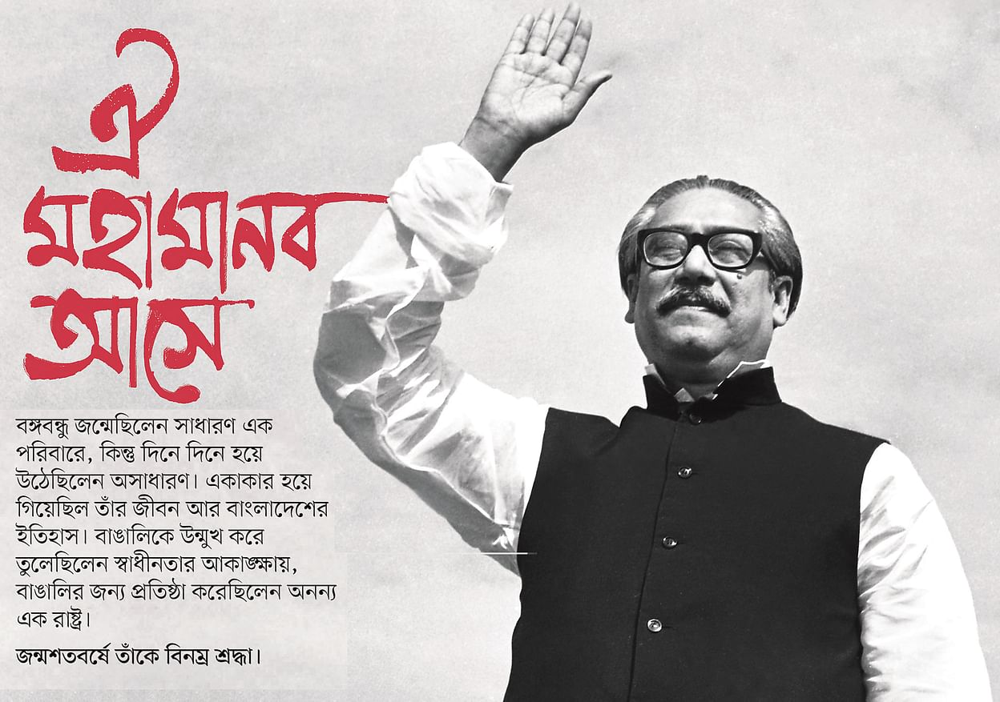 ঐ
মহামানব
আসে
বঙ্গবন্ধু জন্মেছিলেন সাধারণ এক
পরিবারে, কিন্তু দিনে দিনে হয়ে
উঠেছিলেন অসাধারণ। একাকার হয়ে
গিয়েছিল তাঁর জীবন আর বাংলাদেশের
ইতিহাস। বাঙালিকে উন্মুখ করে
তুলেছিলেন স্বাধীনতার আকাঙ্ক্ষায়,
বাঙালির জন্য প্রতিষ্ঠা করেছিলেন অনন্য
এক রাষ্ট্র।
জন্মশতবর্ষে তাঁকে বিনম্র শ্রদ্ধা।